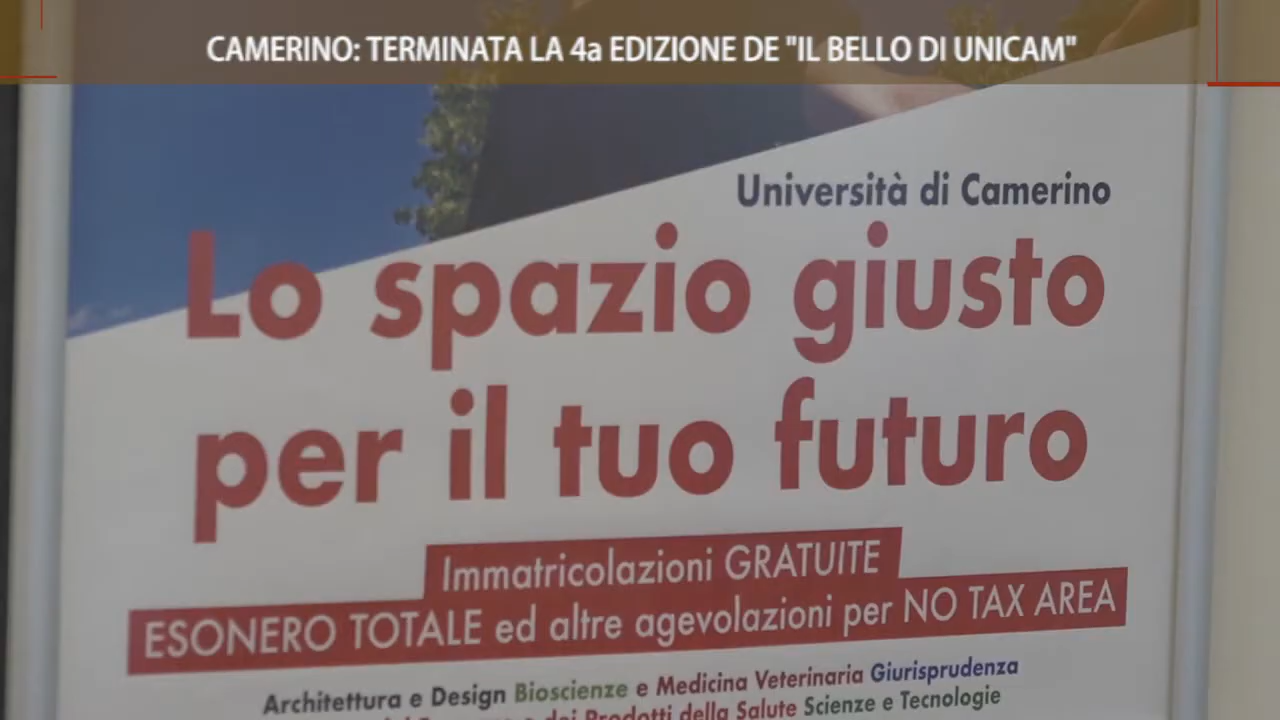 CAMERINO: TERMINATA LA 4a EDIZIONE DE "IL BELLO DI UNICAM"
Università di Camerino
Lo spazio giusto
per il tuo futuro
Immatricolazioni GRATUITE
ESONERO TOTALE ed altre agevolazioni per NO TAX AREA
Architettura e Design Bioscienze e Medicina Veterinaria Giurisprudenza
e dei Prodotti della Salute Scienze e Tecnologie